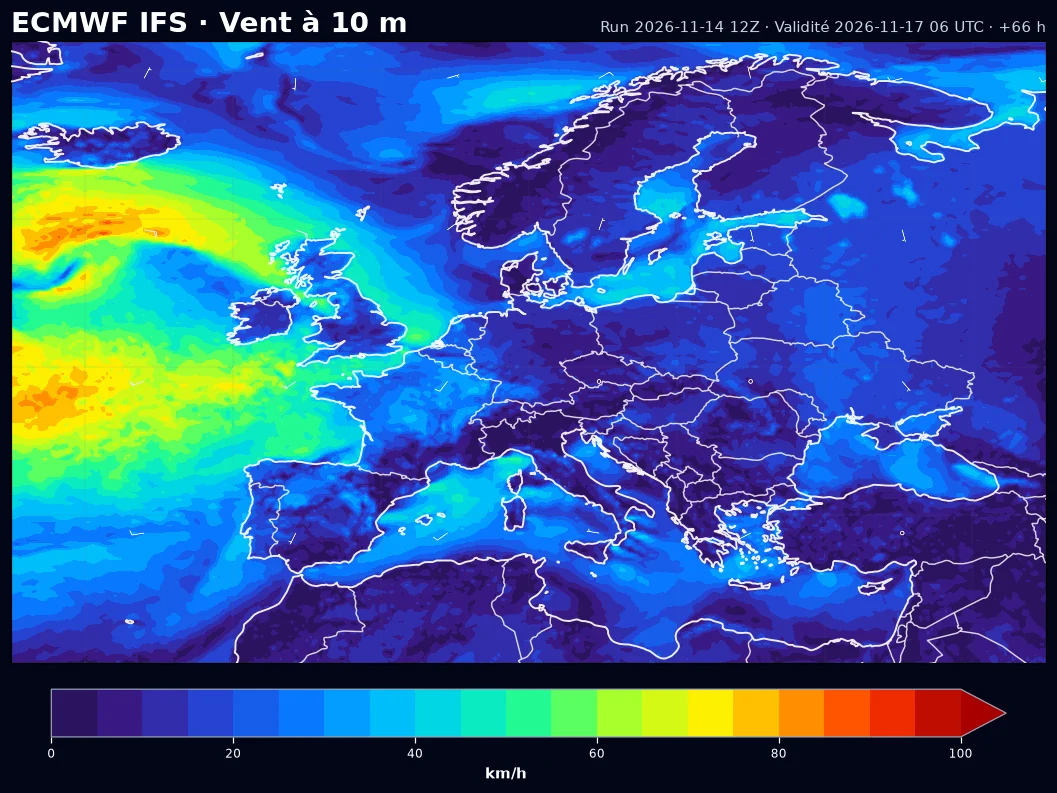 ECMWF IFS · Vent à 10 m
Run 2026-11-14 12Z · Validité 2026-11-17 06 UTC · +66 h
0 20 40 60 80 100
km/h